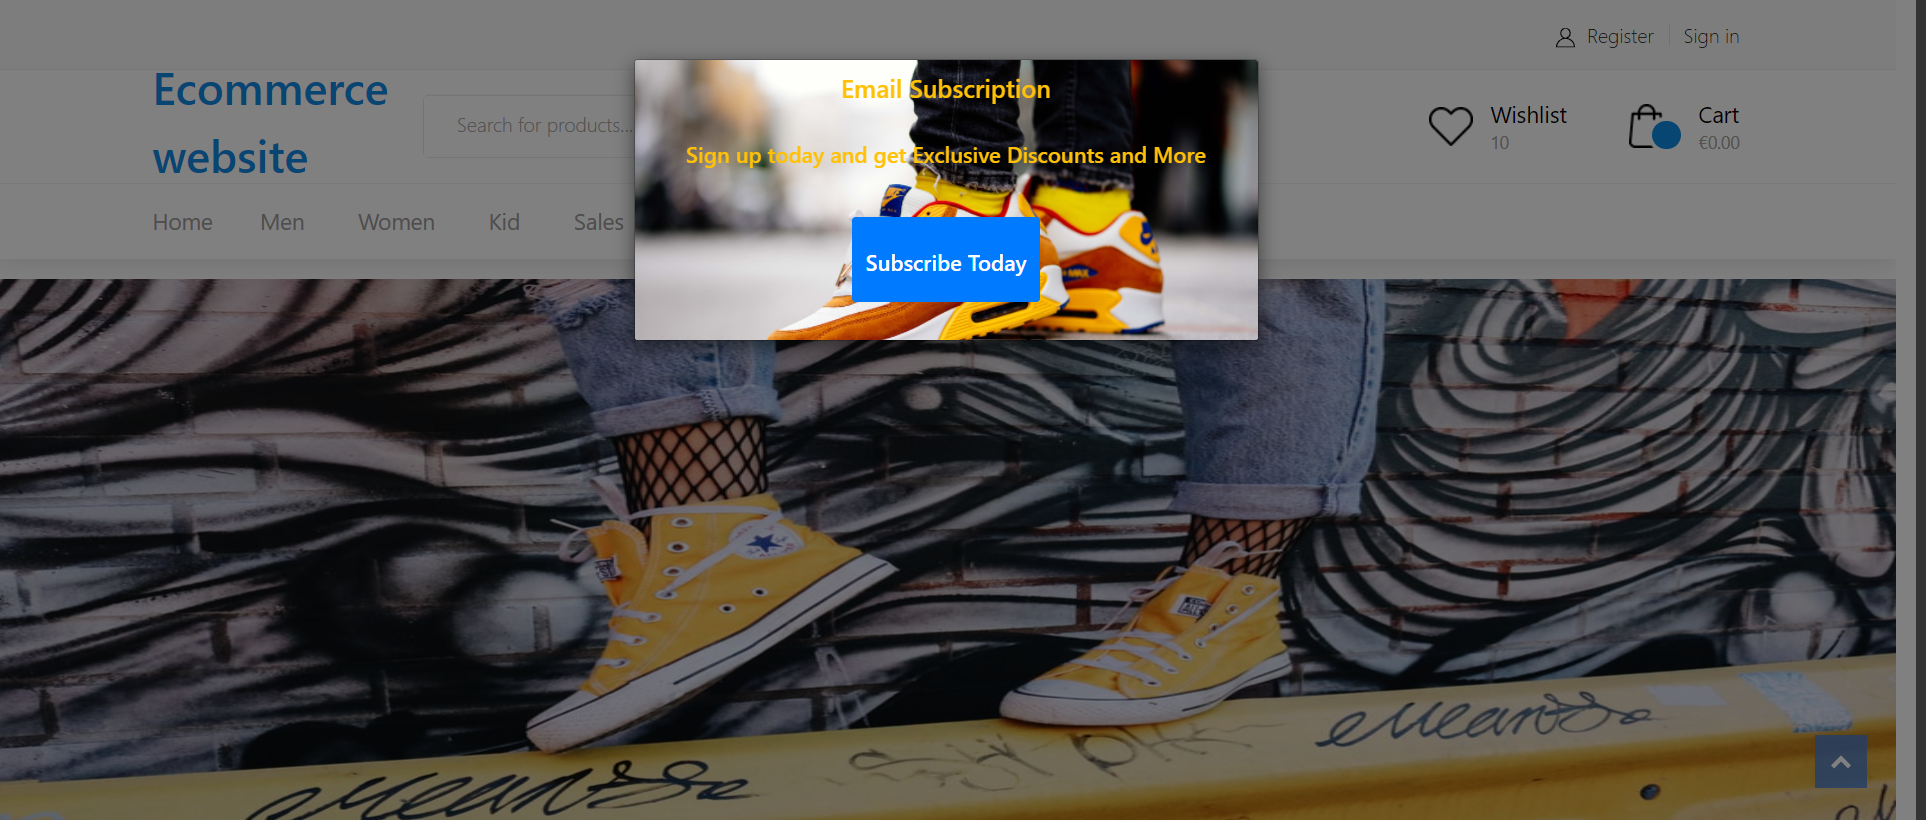 Register
Sign in
Ecommerce
website
Search for products...
Wishlist
10
Cart
€0.00
Home
Men
Women
Kid
Sales
Email Subscription
Sign up today and get Exclusive Discounts and More
Subscribe Today